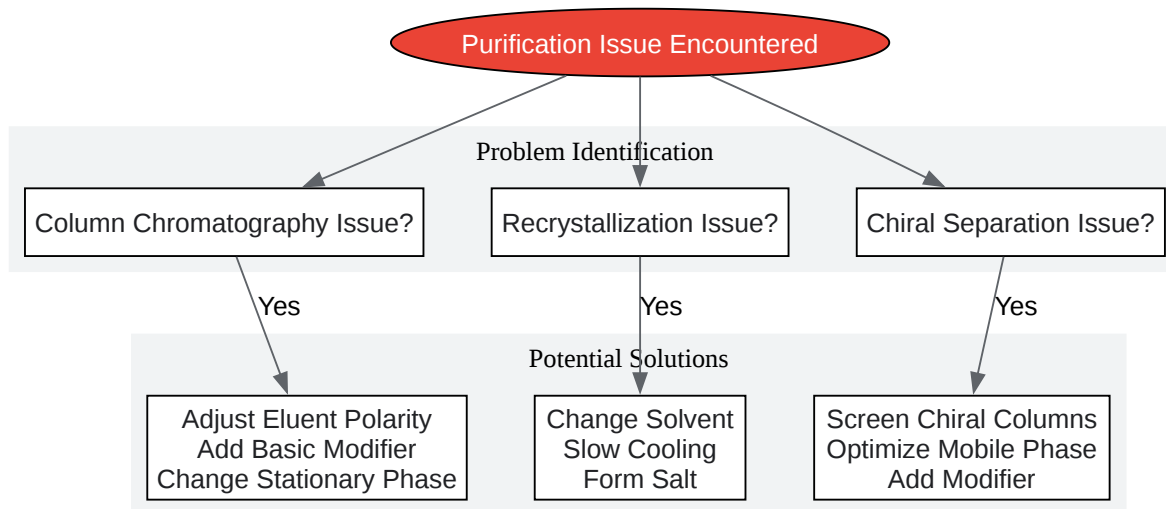 Purification Issue Encountered
Problem Identification
Column Chromatography Issue?
Recrystallization Issue?
Chiral Separation Issue?
Yes
Yes
Yes
Potential Solutions
Adjust Eluent Polarity
Add Basic Modifier
Change Stationary Phase
Change Solvent
Slow Cooling
Form Salt
Screen Chiral Columns
Optimize Mobile Phase
Add Modifier